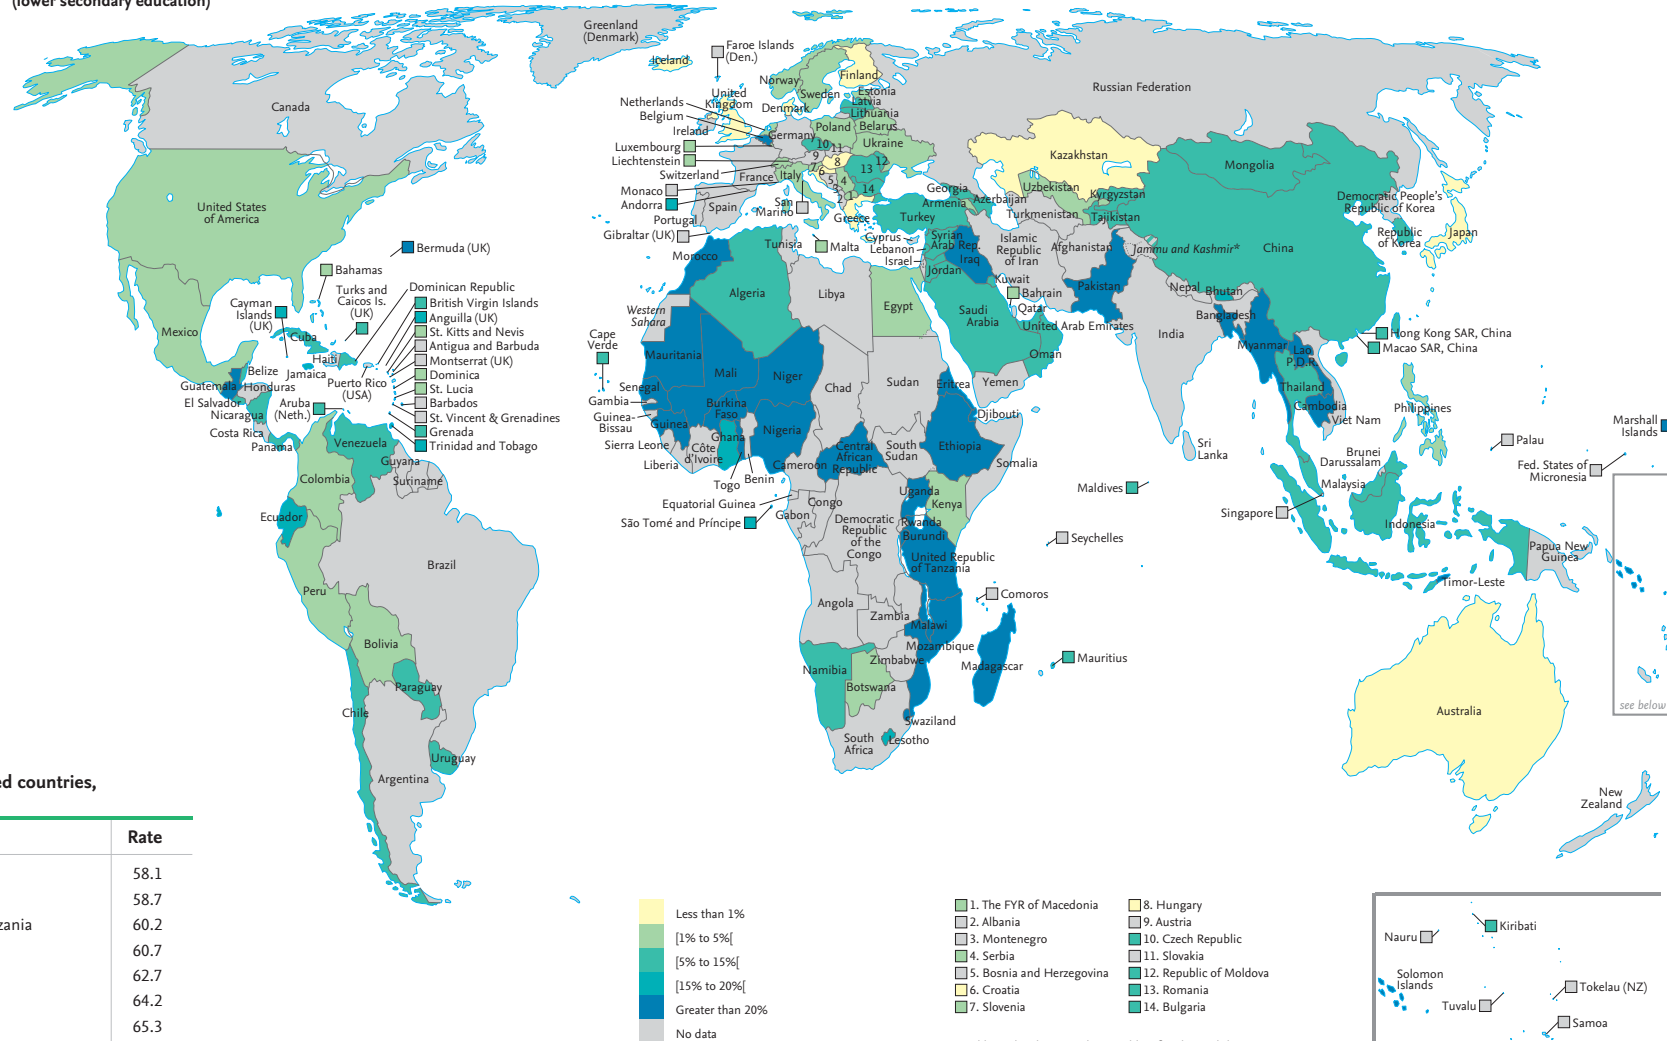 (lower secondary education)
Greenland
(Denmark)
Faroe Islands
(Den.)
Iceland
Norway
Sweden
Finland
Estonia
Latvia
Lithuania
Belarus
Ukraine
Poland
Denmark
United
Kingdom
Netherlands
Belgium
Ireland
Germany
Luxembourg
Liechtenstein
Switzerland
France
Italy
Monaco
Andorra
Spain
Portugal
San
Marino
Gibraltar (UK)
Greece
Malta
10
11
9
8
7
6
5
4
3
2
1
12
13
14
Russian Federation
Canada
United States
of America
Kazakhstan
Mongolia
Uzbekistan
Kyrgyzstan
Georgia
Armenia
Azerbaijan
Turkmenistan
Tajikistan
Turkey
Democratic People's
Republic of Korea
Republic
of Korea
Japan
China
Jammu and Kashmir*
Afghanistan
Islamic
Republic
of Iran
Cyprus
Lebanon
Israel
Syrian
Arab Rep.
Iraq
Jordan
Kuwait
Bahrain
Qatar
United Arab Emirates
Saudi
Arabia
Oman
Yemen
Pakistan
Nepal
Bhutan
Bangladesh
India
Myanmar
Lao
P.D.R.
Thailand
Cambodia
Viet Nam
Hong Kong SAR, China
Macao SAR, China
Philippines
Sri
Lanka
Brunei
Darussalam
Malaysia
Maldives
Singapore
Indonesia
Palau
Marshall
Islands
Fed. States of
Micronesia
Papua New
Guinea
Timor-Leste
Australia
New
Zealand
see below
Bermuda (UK)
Bahamas
Turks and
Caicos Is.
(UK)
Cayman
Islands
(UK)
Cuba
Haiti
Jamaica
Dominican Republic
British Virgin Islands
Anguilla (UK)
St. Kitts and Nevis
Antigua and Barbuda
Montserrat (UK)
Dominica
St. Lucia
Barbados
St. Vincent & Grenadines
Grenada
Trinidad and Tobago
Puerto Rico
(USA)
Aruba
(Neth.)
Mexico
Belize
Guatemala
Honduras
El Salvador
Nicaragua
Costa Rica
Panama
Venezuela
Guyana
Suriname
Colombia
Ecuador
Peru
Brazil
Bolivia
Paraguay
Chile
Uruguay
Argentina
Morocco
Tunisia
Algeria
Libya
Egypt
Western
Sahara
Cape
Verde
Mauritania
Mali
Niger
Chad
Sudan
Eritrea
Djibouti
Senegal
Gambia
Guinea-
Bissau
Guinea
Sierra Leone
Liberia
Burkina
Faso
Côte
d'Ivoire
Ghana
Togo
Benin
Nigeria
Cameroon
Central
African
Republic
South
Sudan
Ethiopia
Somalia
Equatorial Guinea
São Tomé and Príncipe
Gabon
Congo
Democratic
Republic
of the
Congo
Uganda
Kenya
Rwanda
Burundi
United Republic
of Tanzania
Seychelles
Comoros
Angola
Zambia
Malawi
Mozambique
Zimbabwe
Madagascar
Mauritius
Namibia
Botswana
Swaziland
Lesotho
South
Africa
ed countries,
Rate
58.1
58.7
zania 60.2
60.7
62.7
64.2
65.3
Less than 1%
[1% to 5%[
[5% to 15%[
[15% to 20%[
Greater than 20%
No data
1. The FYR of Macedonia
2. Albania
3. Montenegro
4. Serbia
5. Bosnia and Herzegovina
6. Croatia
7. Slovenia
8. Hungary
9. Austria
10. Czech Republic
11. Slovakia
12. Republic of Moldova
13. Romania
14. Bulgaria
Nauru
Kiribati
Solomon
Islands
Tuvalu
Tokelau (NZ)
Samoa